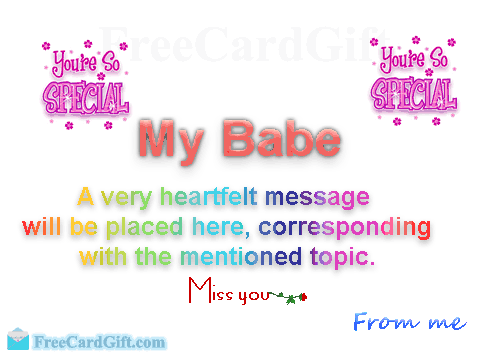 FreeCardGift
You're So
SPECIAL
You're So
SPECIAL
My Babe
A very heartfelt message
will be placed here, corresponding
with the mentioned topic.
Miss you
From me
FreeCardGift.com